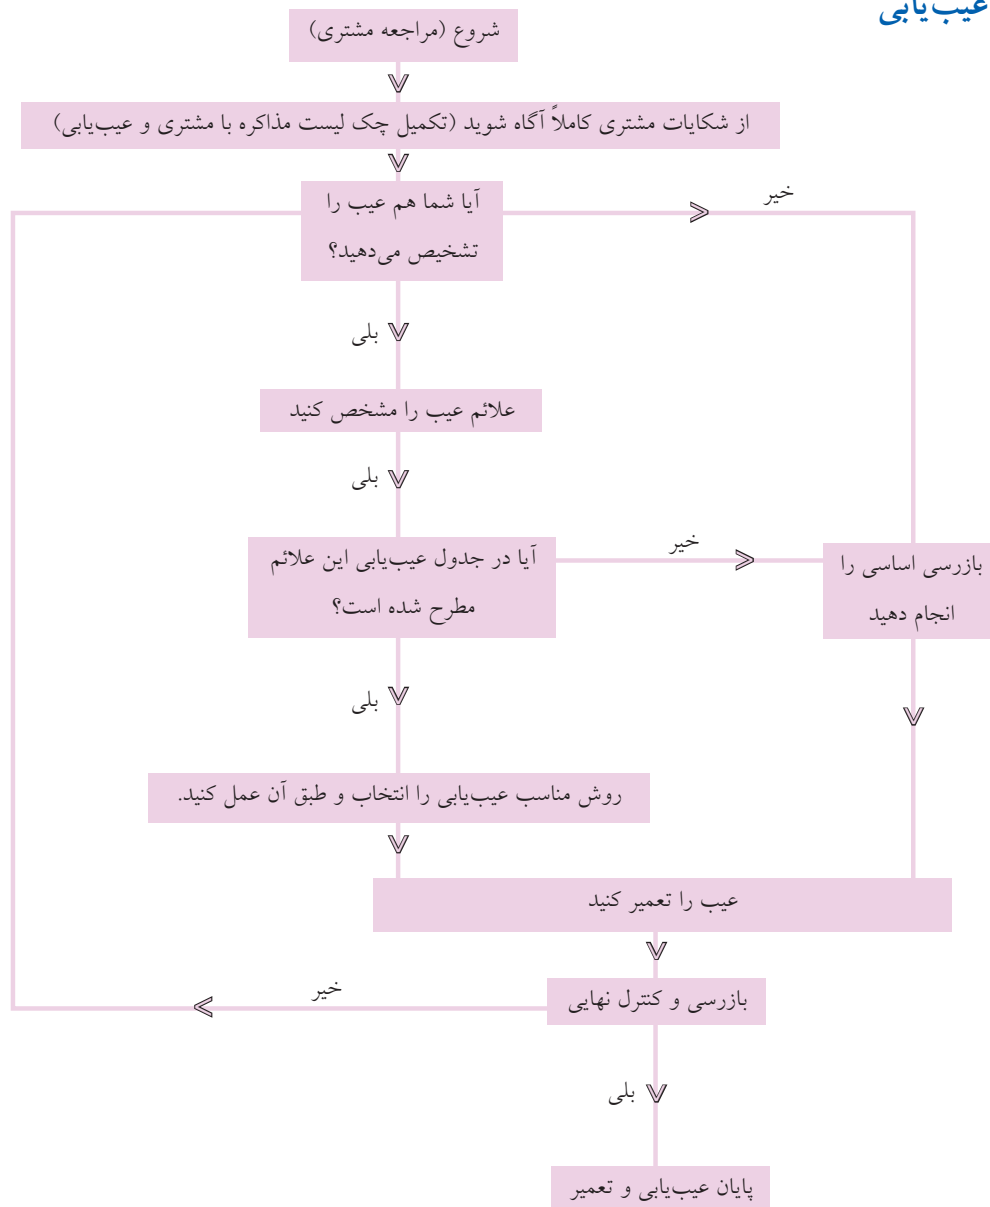 عیب‌یابی
شروع (مراجعه مشتری)
از شکایات مشتری کاملاً آگاه شوید (تکمیل چک لیست مذاکره با مشتری و عیب‌یابی)
آیا شما هم عیب را
تشخیص می‌دهید؟
خیر
بلی
علائم عیب را مشخص کنید
بلی
آیا در جدول عیب‌یابی این علائم
مطرح شده است؟
خیر
بازرسی اساسی را
انجام دهید
بلی
روش مناسب عیب‌یابی را انتخاب و طبق آن عمل کنید.
عیب را تعمیر کنید
بازرسی و کنترل نهایی
خیر
بلی
پایان عیب‌یابی و تعمیر